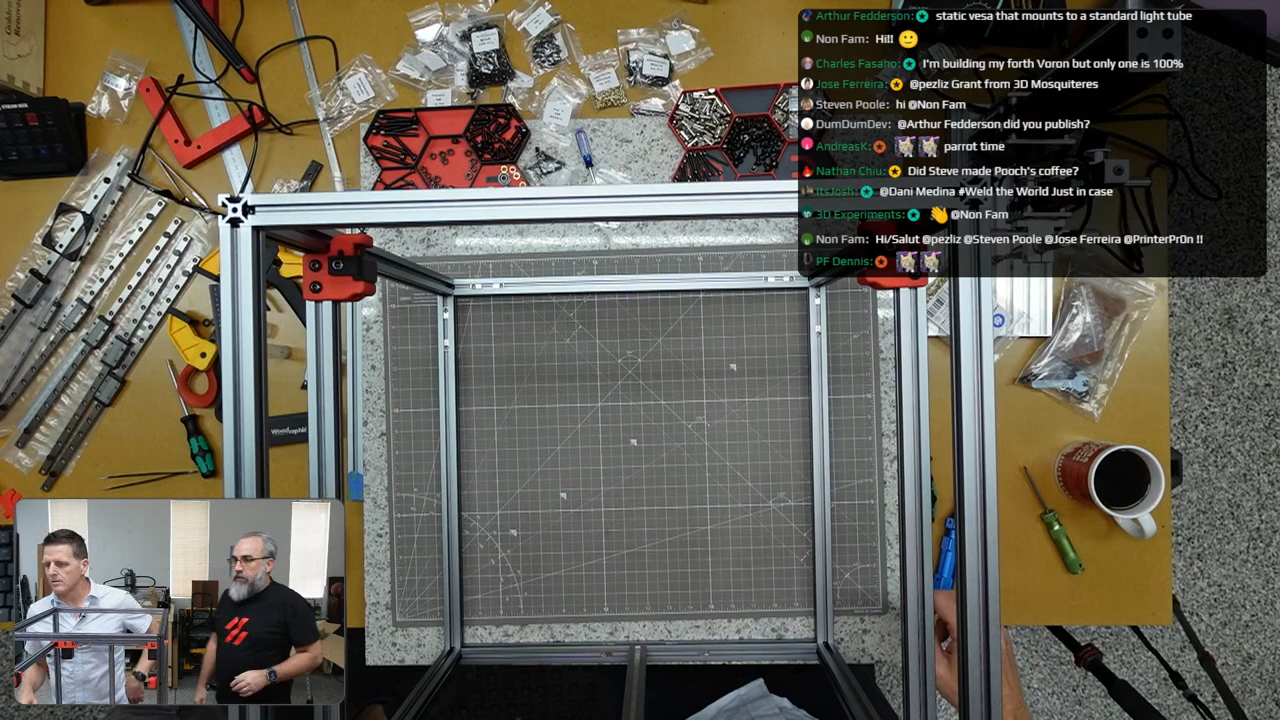 Arthur Fedderson: static vesa that mounts to a standard light tube
Non Fam: Hi!! 🙂
Charles Fasano: I'm building my forth Voron but only one is 100%
Jose Ferreira: @pezliz Grant from 3D Mosquiteres
Steven Poole: hi @Non Fam
DumDumDev: @Arthur Fedderson did you publish?
AndreasK: parrot time
Nathan Chiu: Did Steve made Pooch's coffee?
ItsJosh: @Dani Medina #Weld the World Just in case
3D Experiments: 👋 @Non Fam
Non Fam: Hi/Salut @pezliz @Steven Poole @Jose Ferreira @PrinterPr0n !!
PF Dennis: